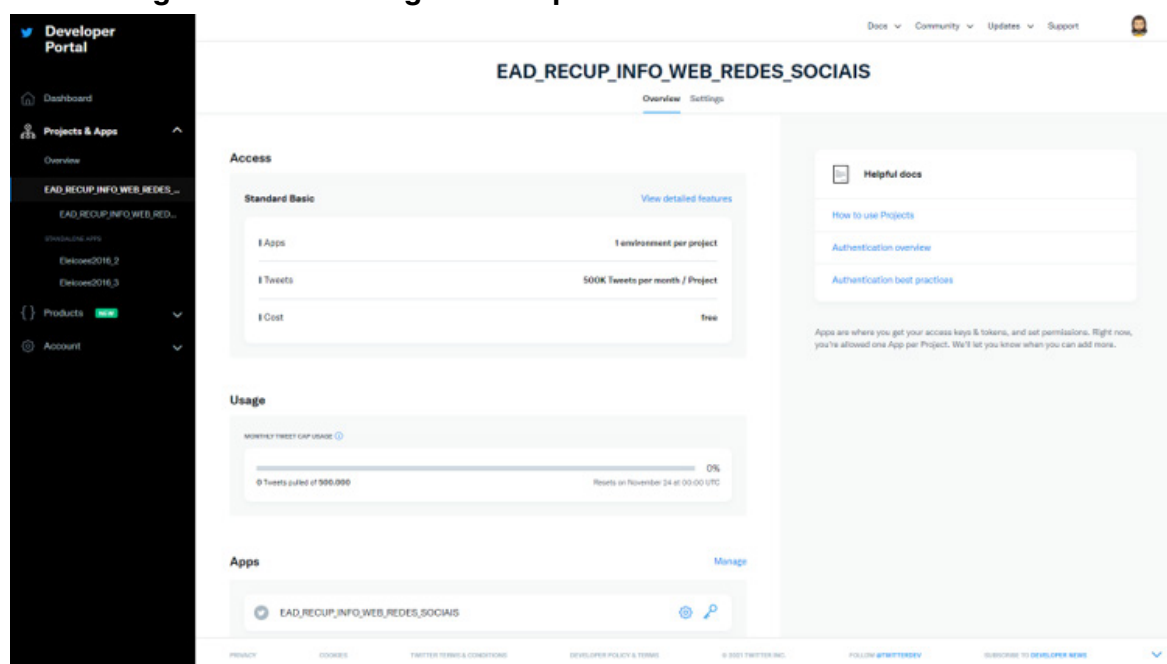 Developer
Portal
Docs
Community
Updates
Support
EAD_RECUP_INFO_WEB_REDES_SOCIAIS
Overview
Settings
Dashboard
Projects & Apps
Overview
EAD_RECUP_INFO_WEB_REDES_...
EAD_RECUP_INFO_WEB_RED...
STANDALONE APPS
Eleicoes2016_2
Eleicoes2016_3
Products NEW
Account
Access
Standard Basic
View detailed features
Apps
1 environment per project
Tweets
500K Tweets per month / Project
Cost
free
Helpful docs
How to use Projects
Authentication overview
Authentication best practices
Apps are where you get your access keys & tokens, and set permissions. Right now,
you're allowed one App per Project. We'll let you know when you can add more.
Usage
MONTHLY TWEET CAP USAGE
0%
0 Tweets pulled of 500.000
Resets on November 24 at 00:00 UTC
Apps
Manage
EAD_RECUP_INFO_WEB_REDES_SOCIAIS
PRIVACY
COOKIES
TWITTER TERMS & CONDITIONS
DEVELOPER POLICY & TERMS
© 2021 TWITTER INC.
FOLLOW @TWITTERDEV
SUBSCRIBE TO DEVELOPER NEWS